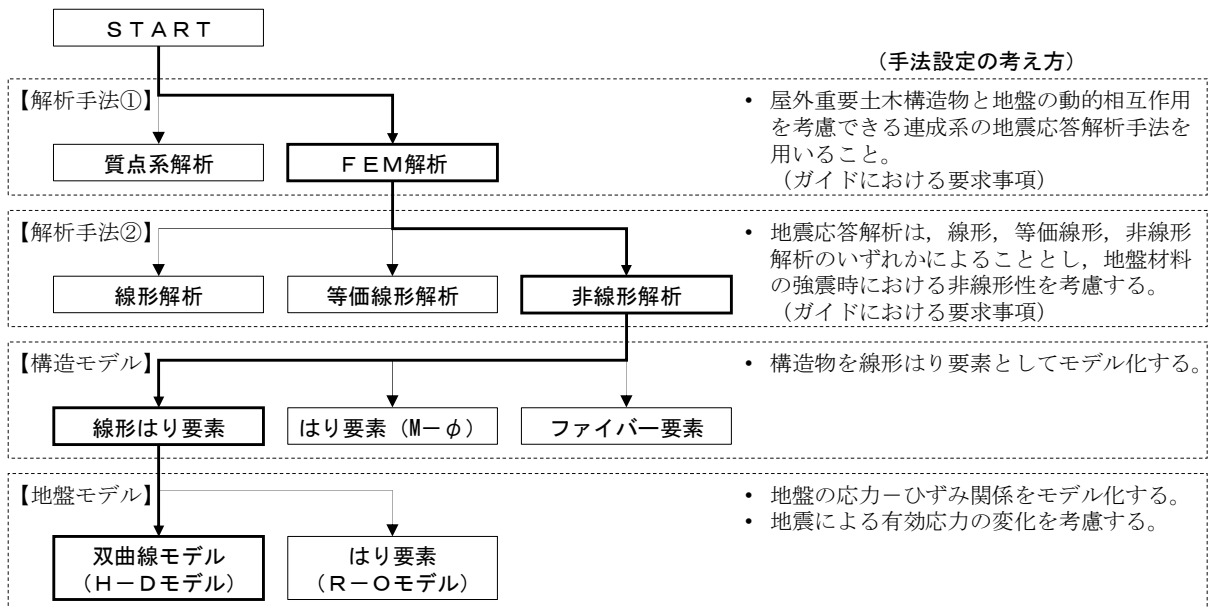 ＳＴＡＲＴ
（手法設定の考え方）
【解析手法①】
質点系解析
ＦＥＭ解析
• 屋外重要土木構造物と地盤の動的相互作用
を考慮できる連成系の地震応答解析手法を
用いること。
（ガイドにおける要求事項）
【解析手法②】
線形解析
等価線形解析
非線形解析
• 地震応答解析は，線形，等価線形，非線形
解析のいずれかによることとし，地盤材料
の強震時における非線形性を考慮する。
（ガイドにおける要求事項）
【構造モデル】
線形はり要素
はり要素（M－φ）
ファイバー要素
• 構造物を線形はり要素としてモデル化する。
【地盤モデル】
双曲線モデル
（Ｈ－Ｄモデル）
はり要素
（Ｒ－Ｏモデル）
• 地盤の応力－ひずみ関係をモデル化する。
• 地震による有効応力の変化を考慮する。